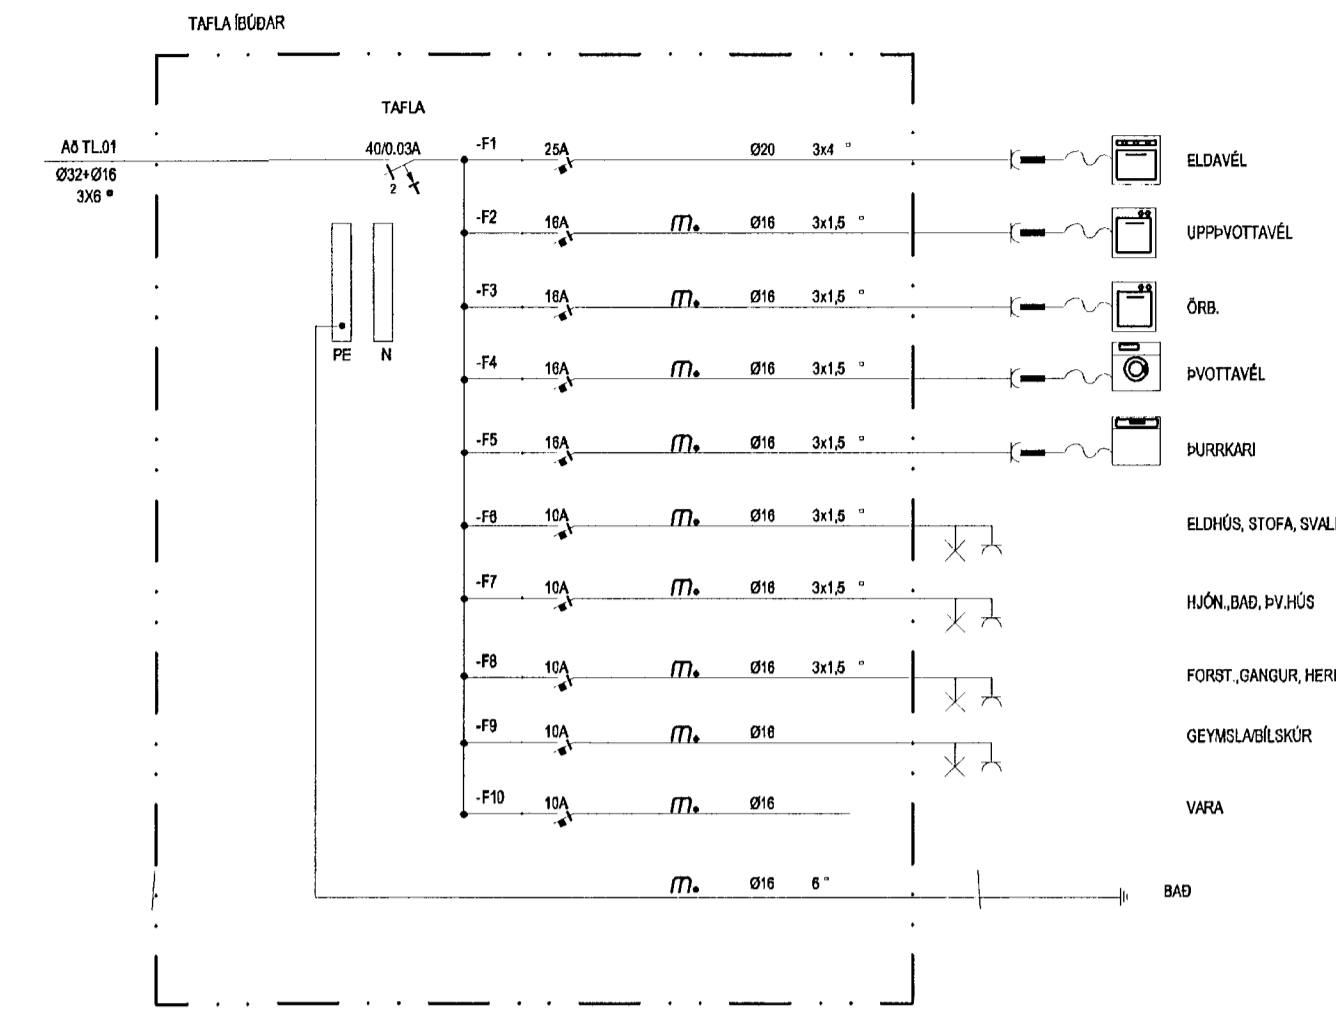 TAFLA ÍBÚÐAR
TAFLA
Að TL.01
Ø32+Ø16
3X6 ▫
40/0.03A
2
PE N
-F1 25A Ø20 3x4 ▫ ELDAVÉL
-F2 16A m. Ø16 3x1,5 ▫ UPPÞVOTTAVÉL
-F3 16A m. Ø16 3x1,5 ▫ ÖRB.
-F4 16A m. Ø16 3x1,5 ▫ ÞVOTTAVÉL
-F5 16A m. Ø16 3x1,5 ▫ ÞURRKARI
-F6 10A m. Ø16 3x1,5 ▫ ELDHÚS, STOFA, SVAL
-F7 10A m. Ø16 3x1,5 ▫ HJÓN.,BAÐ, ÞV.HÚS
-F8 10A m. Ø16 3x1,5 ▫ FORST.,GANGUR, HER
-F9 10A m. Ø16 GEYMSLA/BÍLSKÚR
-F10 10A m. Ø16 VARA
m. Ø16 6 ▫ BAÐ